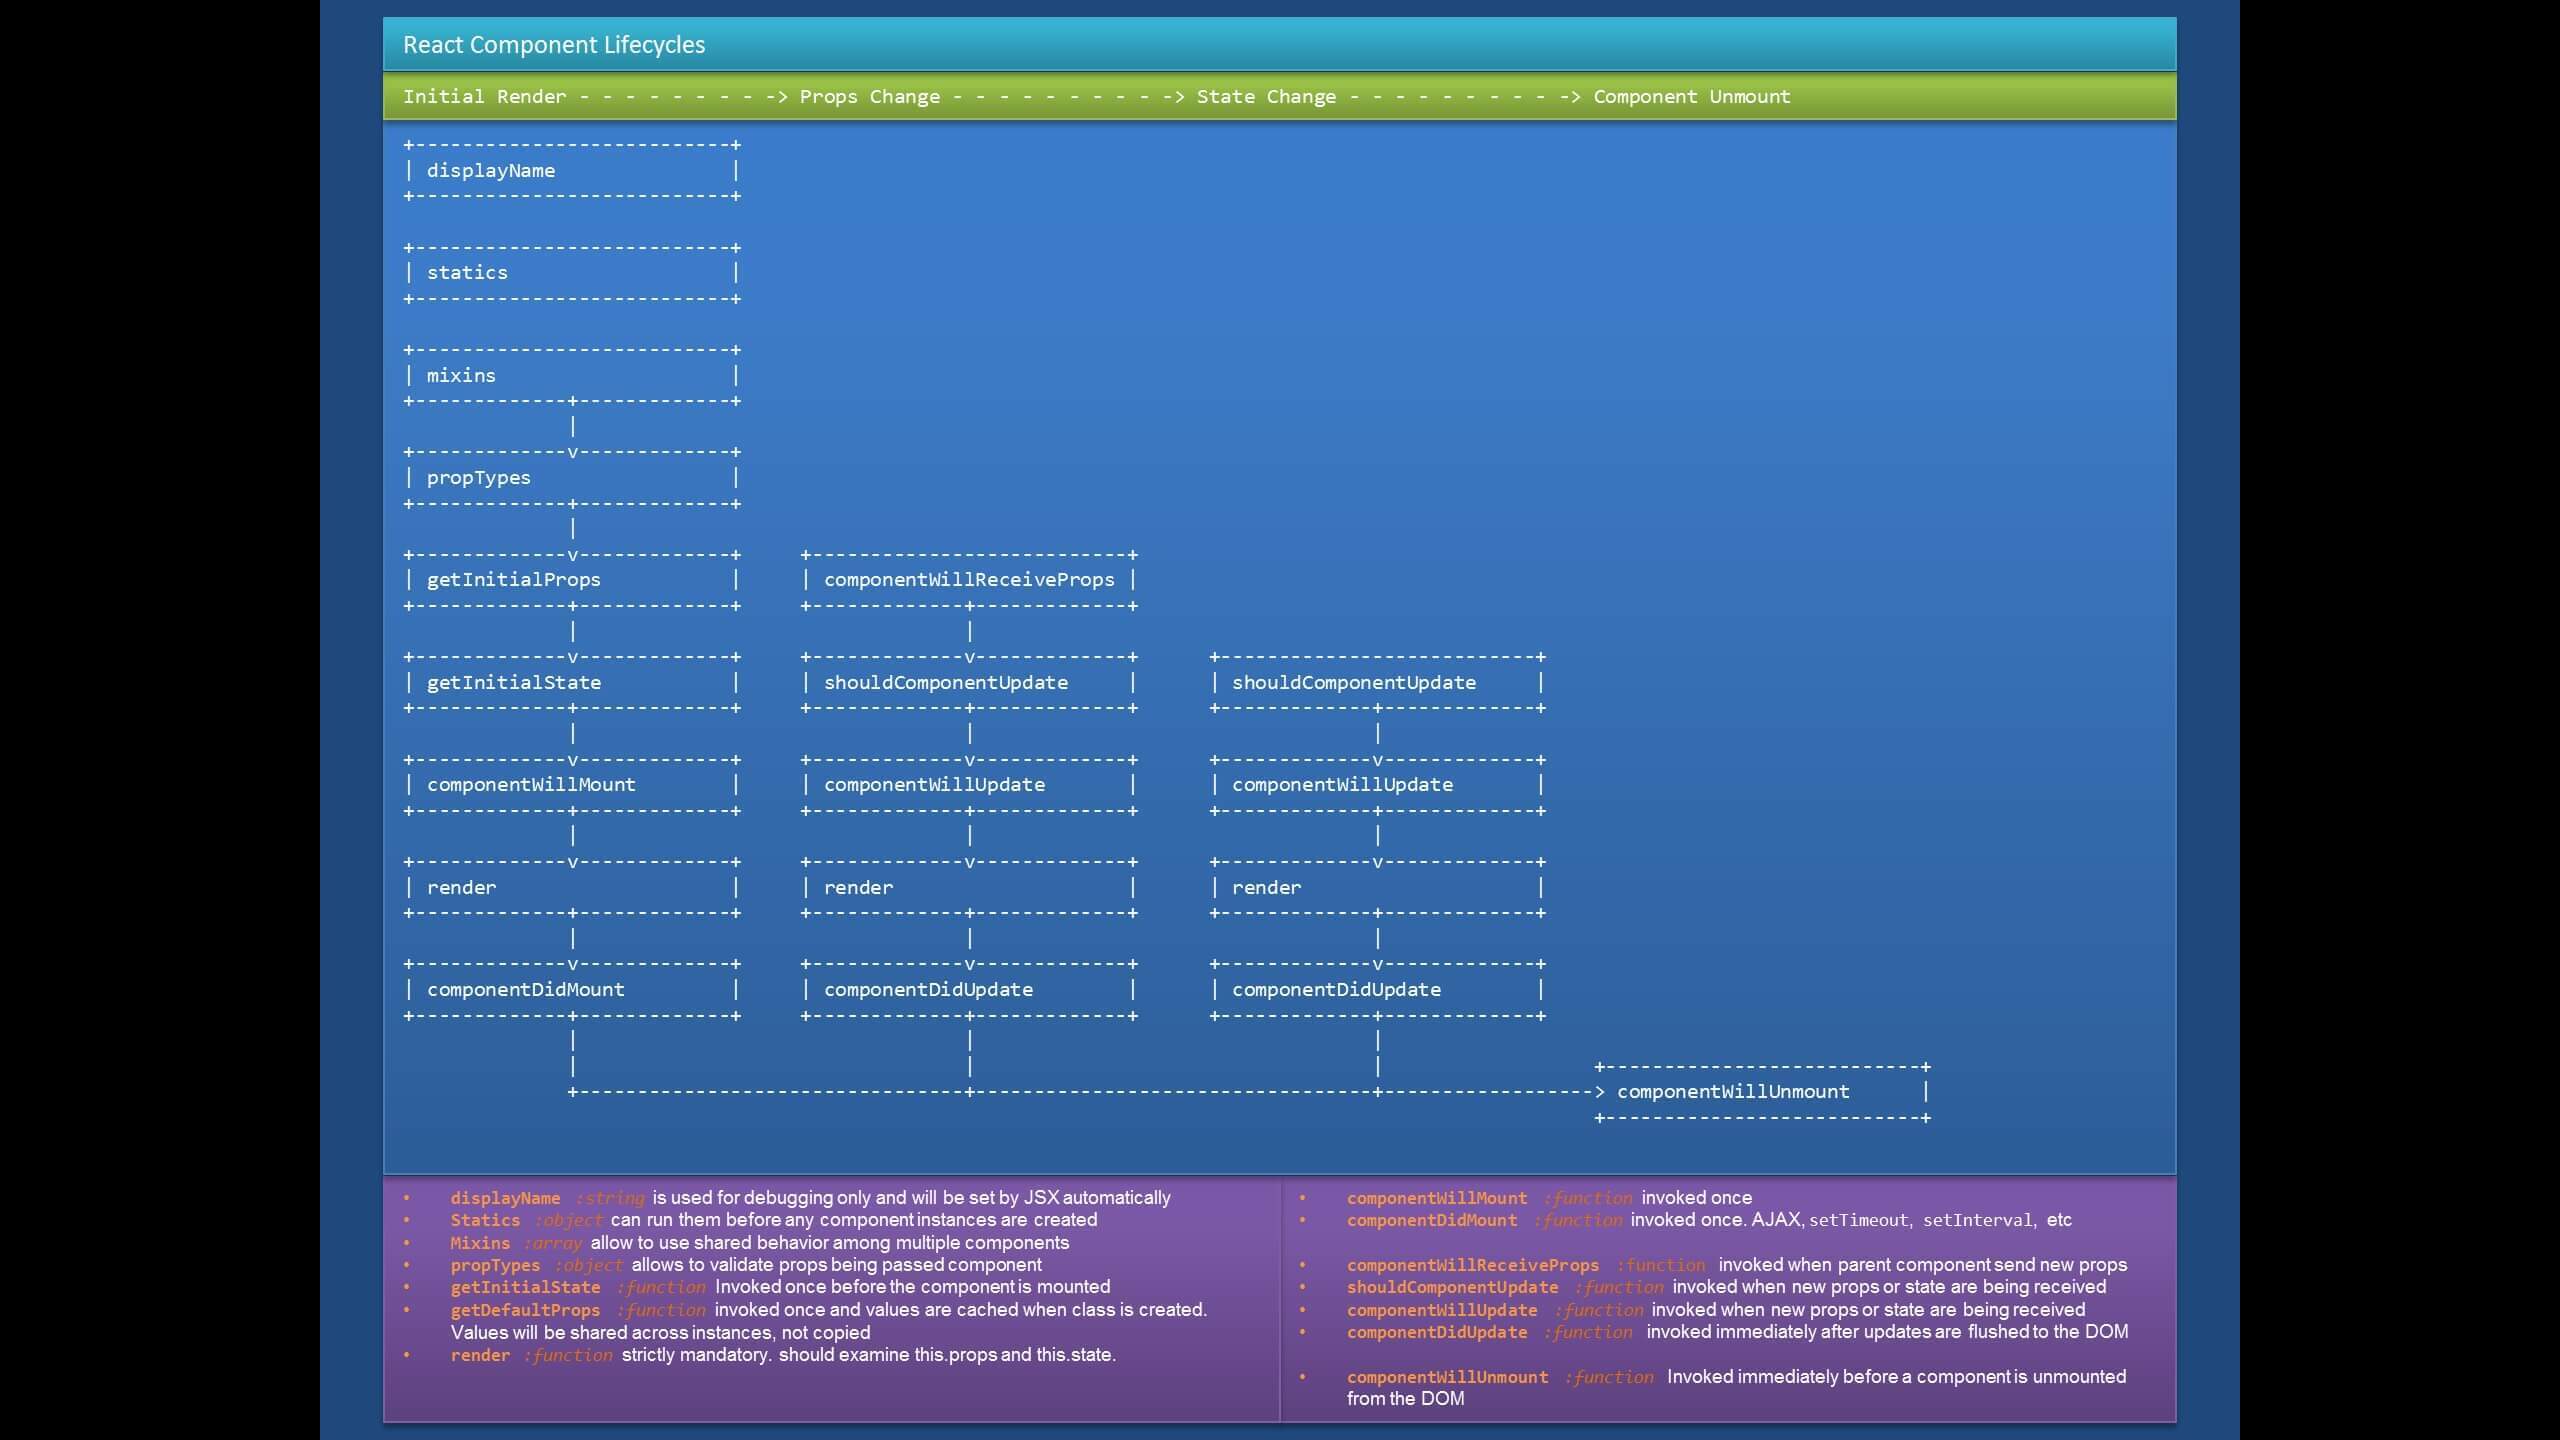 React Component Lifecycles
Initial Render - - - - - - - - -> Props Change - - - - - - - - - -> State Change - - - - - - - - - -> Component Unmount
displayName
statics
mixins
propTypes
getInitialProps componentWillReceiveProps
getInitialState shouldComponentUpdate shouldComponentUpdate
componentWillMount componentWillUpdate componentWillUpdate
render render render
componentDidMount componentDidUpdate componentDidUpdate
componentWillUnmount
• displayName :string is used for debugging only and will be set by JSX automatically
• Statics :object can run them before any component instances are created
• Mixins :array allow to use shared behavior among multiple components
• propTypes :object allows to validate props being passed component
• getInitialState :function Invoked once before the component is mounted
• getDefaultProps :function invoked once and values are cached when class is created.
Values will be shared across instances, not copied
• render :function strictly mandatory. should examine this.props and this.state.
• componentWillMount :function invoked once
• componentDidMount :function invoked once. AJAX, setTimeout, setInterval, etc
• componentWillReceiveProps :function invoked when parent component send new props
• shouldComponentUpdate :function invoked when new props or state are being received
• componentWillUpdate :function invoked when new props or state are being received
• componentDidUpdate :function invoked immediately after updates are flushed to the DOM
• componentWillUnmount :function Invoked immediately before a component is unmounted
from the DOM